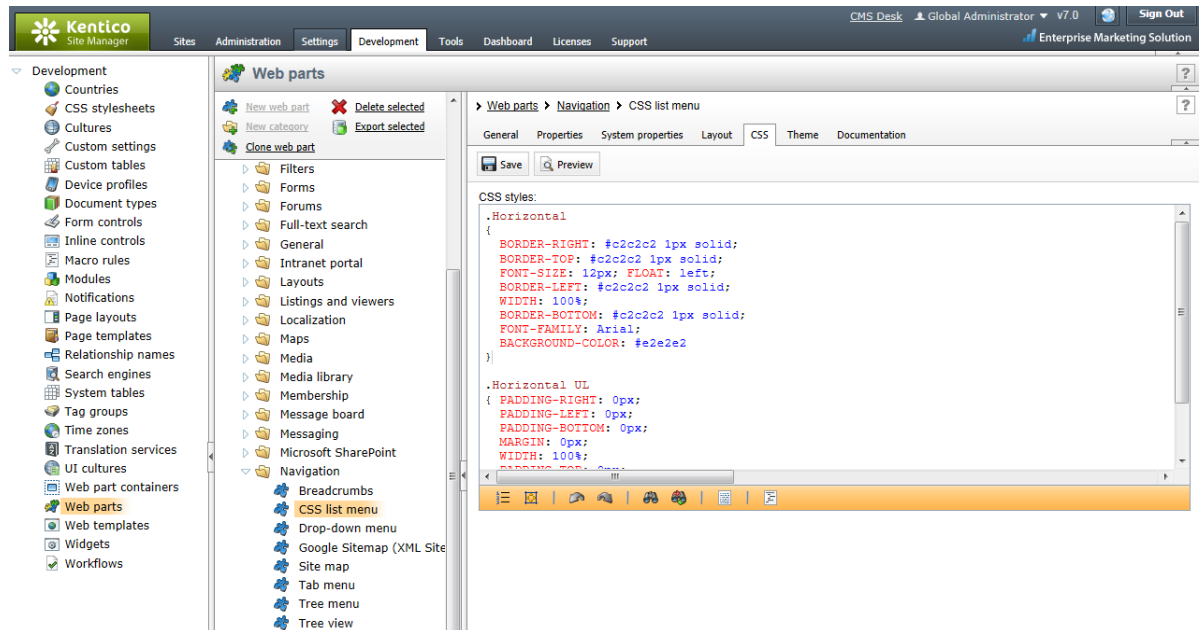 Kentico
Site Manager
Sites Administration Settings Development Tools Dashboard Licenses Support
CMS Desk Global Administrator v7.0 Sign Out
Enterprise Marketing Solution
Development
Countries
CSS stylesheets
Cultures
Custom settings
Custom tables
Device profiles
Document types
Form controls
Inline controls
Macro rules
Modules
Notifications
Page layouts
Page templates
Relationship names
Search engines
System tables
Tag groups
Time zones
Translation services
UI cultures
Web part containers
Web parts
Web templates
Widgets
Workflows
Web parts
?
New web part Delete selected
New category Export selected
Clone web part
Filters
Forms
Forums
Full-text search
General
Intranet portal
Layouts
Listings and viewers
Localization
Maps
Media
Media library
Membership
Message board
Messaging
Microsoft SharePoint
Navigation
Breadcrumbs
CSS list menu
Drop-down menu
Google Sitemap (XML Site
Site map
Tab menu
Tree menu
Tree view
> Web parts > Navigation > CSS list menu
?
General Properties System properties Layout CSS Theme Documentation
Save Preview
CSS styles:
.Horizontal
{
BORDER-RIGHT: #c2c2c2 1px solid;
BORDER-TOP: #c2c2c2 1px solid;
FONT-SIZE: 12px; FLOAT: left;
BORDER-LEFT: #c2c2c2 1px solid;
WIDTH: 100%;
BORDER-BOTTOM: #c2c2c2 1px solid;
FONT-FAMILY: Arial;
BACKGROUND-COLOR: #e2e2e2
}
.Horizontal UL
{ PADDING-RIGHT: 0px;
PADDING-LEFT: 0px;
PADDING-BOTTOM: 0px;
MARGIN: 0px;
WIDTH: 100%;
PADDING-TOP: 0px;